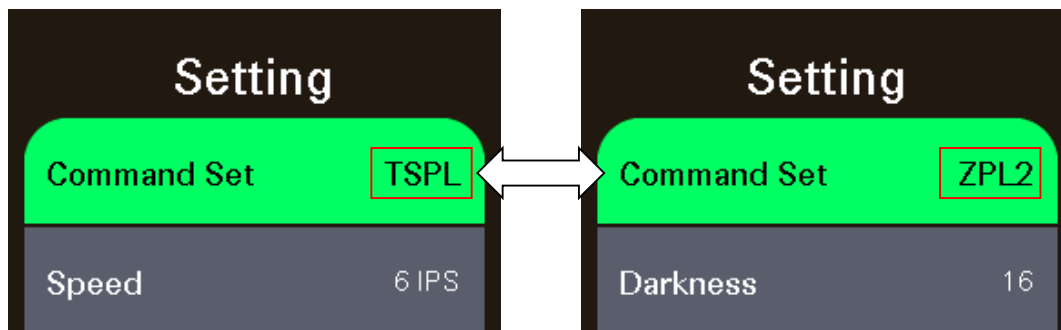 Setting
Command Set TSPL
Speed 6 IPS
Setting
Command Set ZPL2
Darkness 16